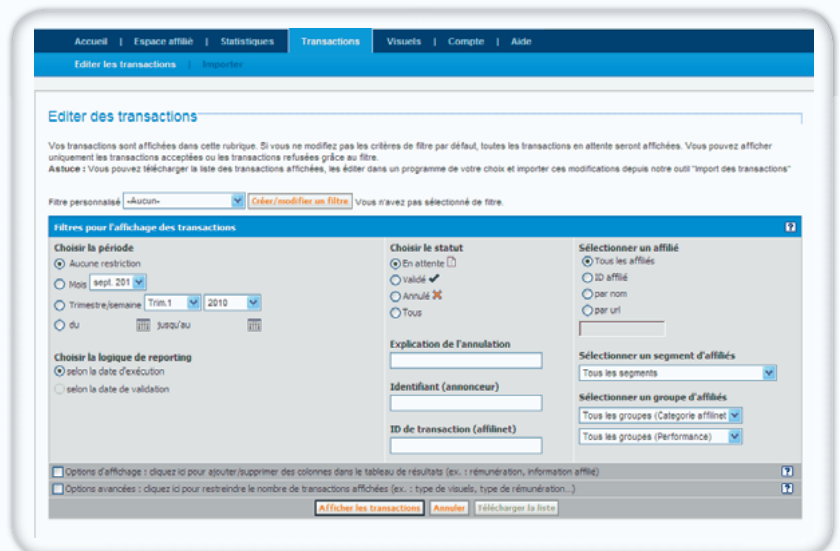 Accueil | Espace affilié | Statistiques Transactions Visuels | Compte | Aide
Editer les transactions | Importer
Editer des transactions
Vos transactions sont affichées dans cette rubrique. Si vous ne modifiez pas les critères de filtre par défaut, toutes les transactions en attente seront affichées. Vous pouvez afficher
uniquement les transactions acceptées ou les transactions refusées grâce au filtre.
Astuce : Vous pouvez télécharger la liste des transactions affichées, les éditer dans un programme de votre choix et importer ces modifications depuis notre outil "Import des transactions"
Filtre personnalisé -Aucun- Créer/modifier un filtre Vous n'avez pas sélectionné de filtre.
Filtres pour l'affichage des transactions ?
Choisir la période
Aucune restriction
Mois sept. 201
Trimestre/semaine Trim.1 2010
du jusqu'au
Choisir la logique de reporting
selon la date d'exécution
selon la date de validation
Choisir le statut
En attente
Validé
Annulé
Tous
Explication de l'annulation
Identifiant (annonceur)
ID de transaction (affilinet)
Sélectionner un affilié
Tous les affiliés
ID affilié
par nom
par url
Sélectionner un segment d'affiliés
Tous les segments
Sélectionner un groupe d'affiliés
Tous les groupes (Categorie affilinet
Tous les groupes (Performance)
Options d'affichage : cliquez ici pour ajouter/supprimer des colonnes dans le tableau de résultats (ex. : rémunération, information affilié) ?
Options avancées : cliquez ici pour restreindre le nombre de transactions affichées (ex. : type de visuels, type de rémunération...) ?
Afficher les transactions Annuler Télécharger la liste